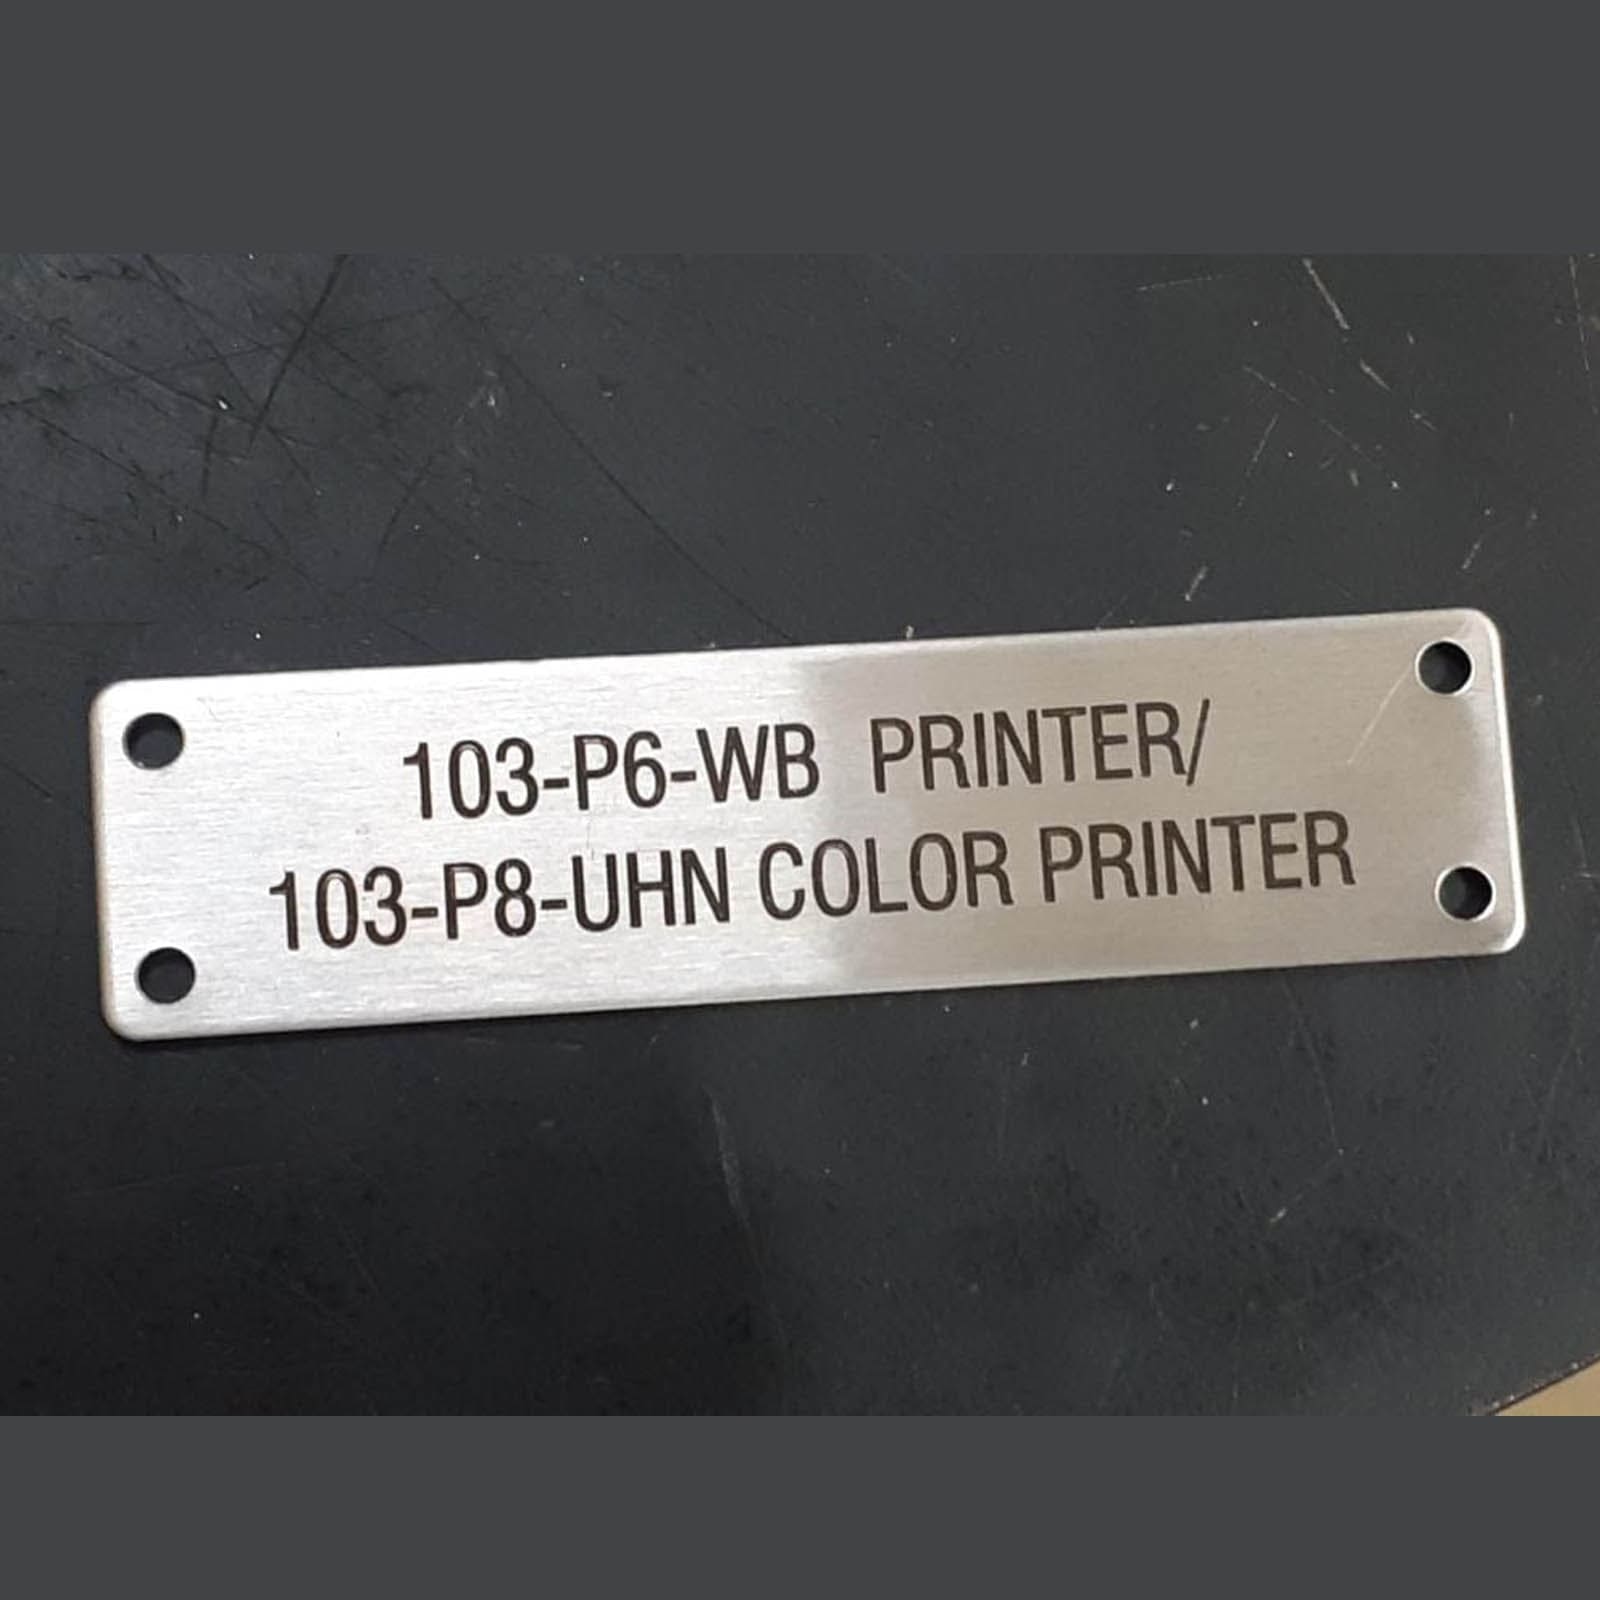 103-P6-WB  PRINTER/
103-P8-UHN COLOR PRINTER